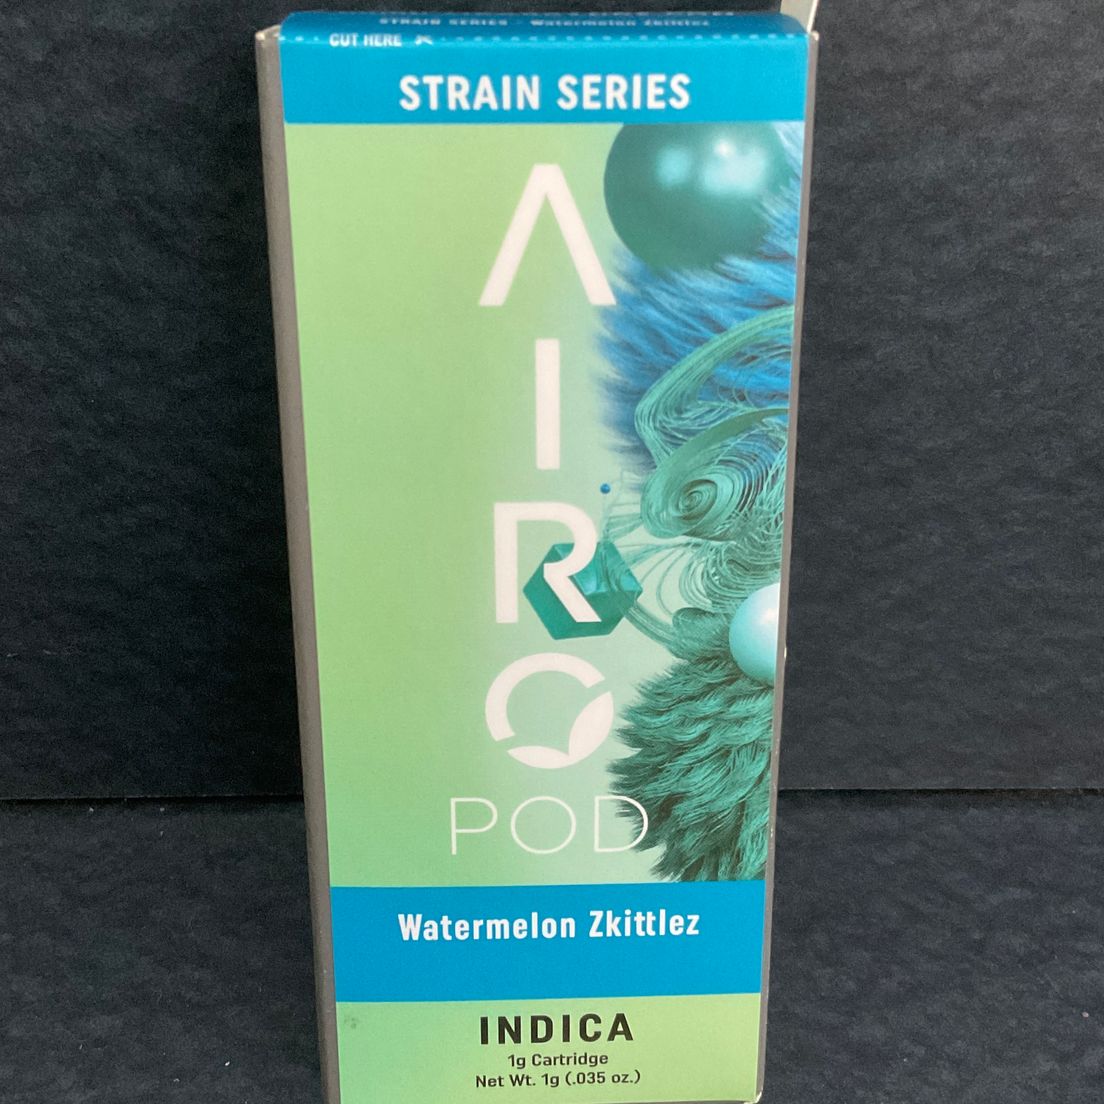 STRAIN SERIES - Watermelon Zkittlez
CUT HERE
STRAIN SERIES
AIRO
POD
Watermelon Zkittlez
INDICA
1g Cartridge
Net Wt. 1g (.035 oz.)